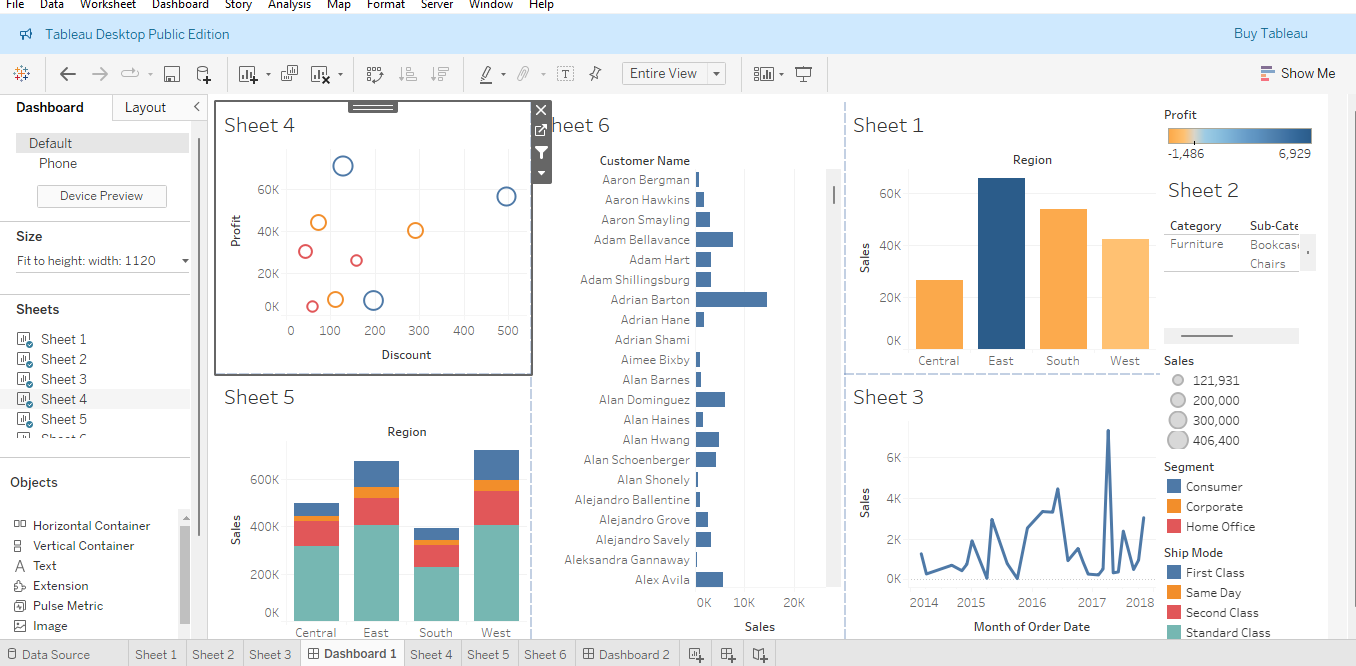 File Data Worksheet Dashboard Story Analysis Map Format Server Window Help
Tableau Desktop Public Edition
Buy Tableau
Entire View
Show Me
Dashboard
Layout
Default
Phone
Device Preview
Size
Fit to height: width: 1120
Sheets
Sheet 1
Sheet 2
Sheet 3
Sheet 4
Sheet 5
Sheet 6
Objects
Horizontal Container
Vertical Container
Text
Extension
Pulse Metric
Image
Sheet 4
60K
40K
20K
0K
Profit
0 100 200 300 400 500
Discount
Sheet 5
Region
600K
400K
200K
0K
Sales
Central East South West
heet 6
Customer Name
Aaron Bergman
Aaron Hawkins
Aaron Smayling
Adam Bellavance
Adam Hart
Adam Shillingsburg
Adrian Barton
Adrian Hane
Adrian Shami
Aimee Bixby
Alan Barnes
Alan Dominguez
Alan Haines
Alan Hwang
Alan Schoenberger
Alan Shonely
Alejandro Ballentine
Alejandro Grove
Alejandro Savely
Aleksandra Gannaway
Alex Avila
0K 10K 20K
Sales
Sheet 1
Region
60K
40K
20K
0K
Sales
Central East South West
Sheet 3
6K
4K
2K
0K
Sales
2014 2015 2016 2017 2018
Month of Order Date
Profit
-1,486 6,929
Sheet 2
Category Sub-Cate
Furniture Bookcas
Chairs
Sales
121,931
200,000
300,000
406,400
Segment
Consumer
Corporate
Home Office
Ship Mode
First Class
Same Day
Second Class
Standard Class
Data Source Sheet 1 Sheet 2 Sheet 3 Dashboard 1 Sheet 4 Sheet 5 Sheet 6 Dashboard 2